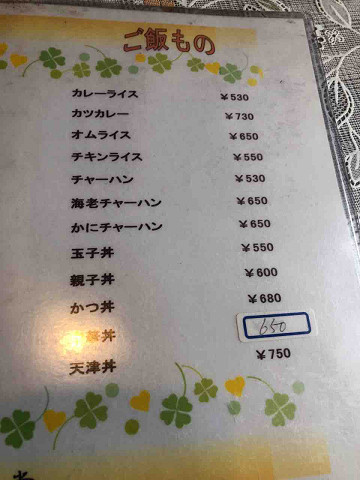 ご飯もの
カレーライス ￥530
カツカレー ￥730
オムライス ￥650
チキンライス ￥550
チャーハン ￥530
海老チャーハン ￥650
かにチャーハン ￥650
玉子丼 ￥550
親子丼 ￥600
かつ丼 ￥680
丼 650
天津丼 ￥750